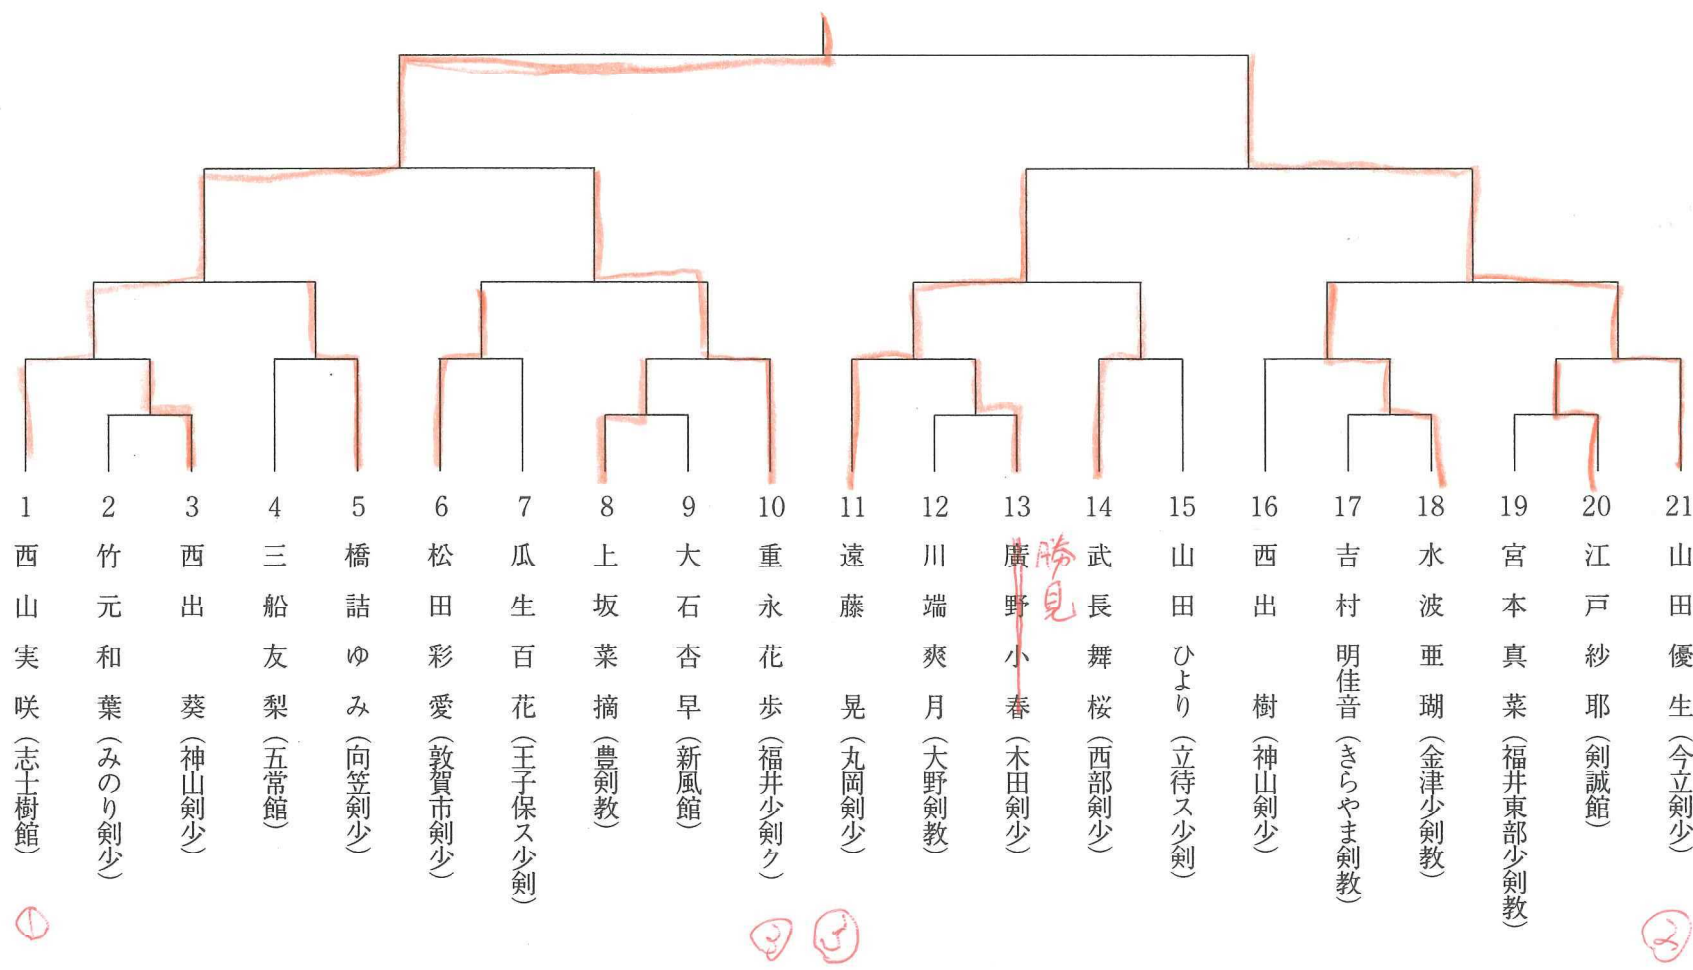 1 西山実咲（志士樹館）
2 竹元和葉（みのり剣少）
3 西出葵（神山剣少）
4 三船友梨（五常館）
5 橋詰ゆみ（向笠剣少）
6 松田彩愛（敦賀市剣少）
7 瓜生百花（王子保ス少剣）
8 上坂菜摘（豊剣教）
9 大石杏早（新風館）
10 重永花歩（福井少剣ク）
11 遠藤晃（丸岡剣少）
12 川端爽月（大野剣教）
13 廣野小春（木田剣少）
勝見
14 武長舞桜（西部剣少）
15 山田ひより（立待ス少剣）
16 西出樹（神山剣少）
17 吉村明佳音（きらやま剣教）
18 水波亜瑚（金津少剣教）
19 宮本真菜（福井東部少剣教）
20 江戸紗耶（剣誠館）
21 山田優生（今立剣少）
①
③
②